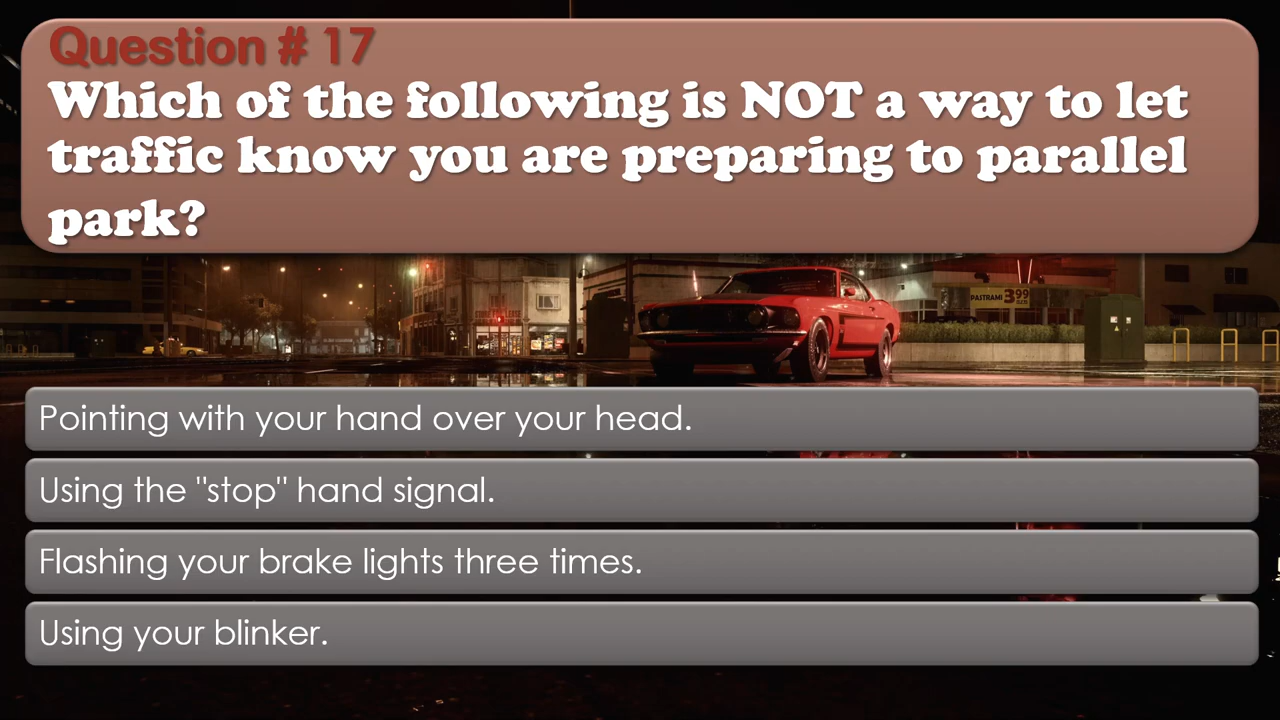 Question # 17
Which of the following is NOT a way to let
traffic know you are preparing to parallel
park?
PASTRAMI 3.99
Pointing with your hand over your head.
Using the "stop" hand signal.
Flashing your brake lights three times.
Using your blinker.